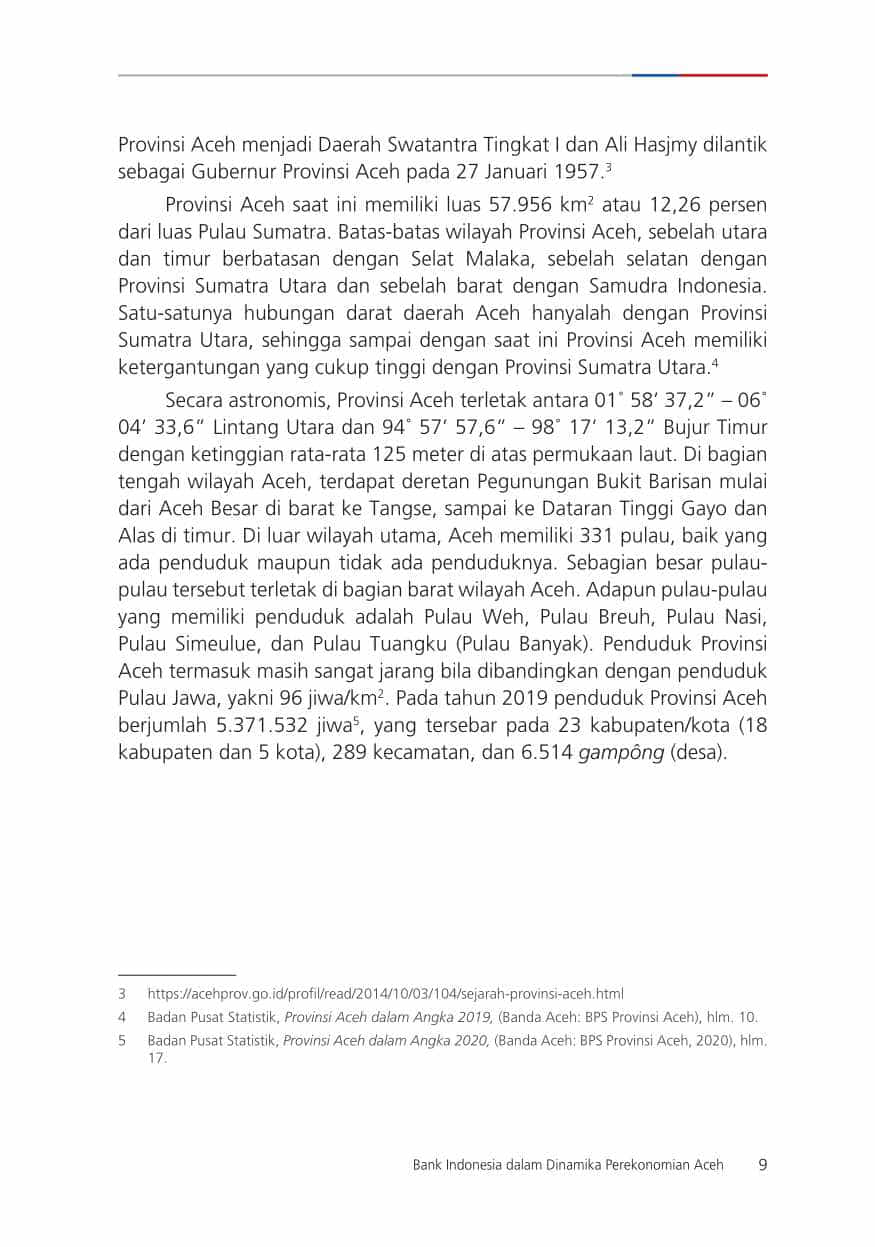 Provinsi Aceh menjadi Daerah Swatantra Tingkat I dan Ali Hasjmy dilantik
sebagai Gubernur Provinsi Aceh pada 27 Januari 1957.³
Provinsi Aceh saat ini memiliki luas 57.956 km² atau 12,26 persen
dari luas Pulau Sumatra. Batas-batas wilayah Provinsi Aceh, sebelah utara
dan timur berbatasan dengan Selat Malaka, sebelah selatan dengan
Provinsi Sumatra Utara dan sebelah barat dengan Samudra Indonesia.
Satu-satunya hubungan darat daerah Aceh hanyalah dengan Provinsi
Sumatra Utara, sehingga sampai dengan saat ini Provinsi Aceh memiliki
ketergantungan yang cukup tinggi dengan Provinsi Sumatra Utara.⁴
Secara astronomis, Provinsi Aceh terletak antara 01˚ 58’ 37,2” – 06˚
04’ 33,6” Lintang Utara dan 94˚ 57’ 57,6” – 98˚ 17’ 13,2” Bujur Timur
dengan ketinggian rata-rata 125 meter di atas permukaan laut. Di bagian
tengah wilayah Aceh, terdapat deretan Pegunungan Bukit Barisan mulai
dari Aceh Besar di barat ke Tangse, sampai ke Dataran Tinggi Gayo dan
Alas di timur. Di luar wilayah utama, Aceh memiliki 331 pulau, baik yang
ada penduduk maupun tidak ada penduduknya. Sebagian besar pulau-
pulau tersebut terletak di bagian barat wilayah Aceh. Adapun pulau-pulau
yang memiliki penduduk adalah Pulau Weh, Pulau Breuh, Pulau Nasi,
Pulau Simeulue, dan Pulau Tuangku (Pulau Banyak). Penduduk Provinsi
Aceh termasuk masih sangat jarang bila dibandingkan dengan penduduk
Pulau Jawa, yakni 96 jiwa/km². Pada tahun 2019 penduduk Provinsi Aceh
berjumlah 5.371.532 jiwa⁵, yang tersebar pada 23 kabupaten/kota (18
kabupaten dan 5 kota), 289 kecamatan, dan 6.514 gampông (desa).
3 https://acehprov.go.id/profil/read/2014/10/03/104/sejarah-provinsi-aceh.html
4 Badan Pusat Statistik, Provinsi Aceh dalam Angka 2019, (Banda Aceh: BPS Provinsi Aceh), hlm. 10.
5 Badan Pusat Statistik, Provinsi Aceh dalam Angka 2020, (Banda Aceh: BPS Provinsi Aceh, 2020), hlm.
17.
Bank Indonesia dalam Dinamika Perekonomian Aceh 9